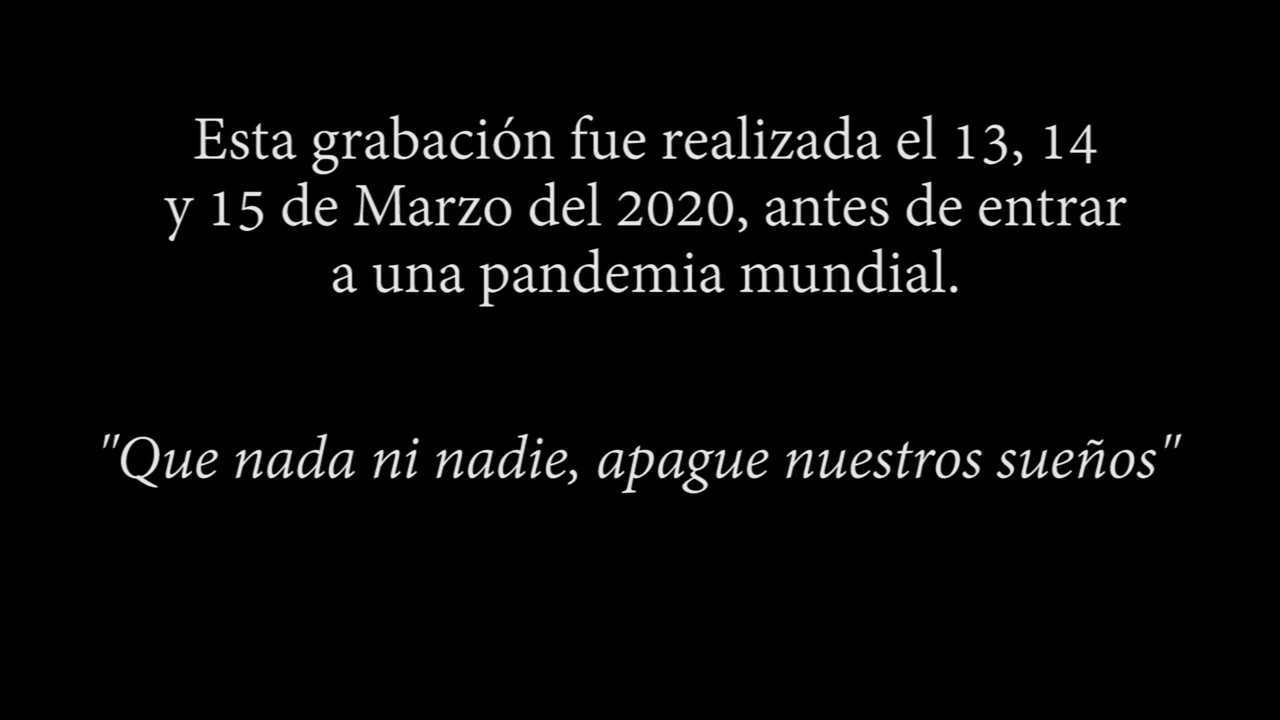 Esta grabación fue realizada el 13, 14
y 15 de Marzo del 2020, antes de entrar
a una pandemia mundial.
"Que nada ni nadie, apague nuestros sueños"